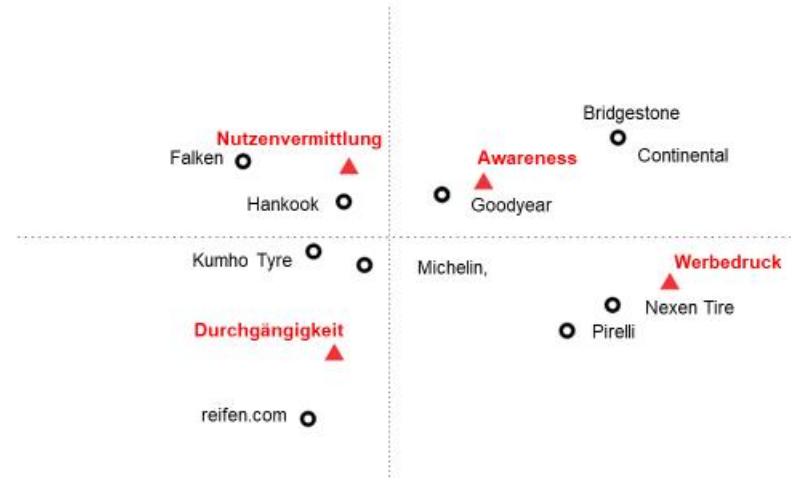 Bridgestone
Nutzenvermittlung
Falken
Awareness
Continental
Hankook
Goodyear
Kumho Tyre
Michelin,
Werbedruck
Nexen Tire
Durchgängigkeit
Pirelli
reifen.com